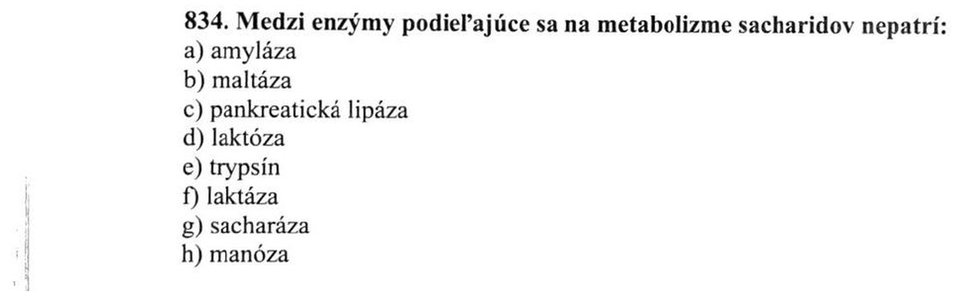 834. Medzi enzýmy podieľajúce sa na metabolizme sacharidov nepatrí:
a) amyláza
b) maltáza
c) pankreatická lipáza
d) laktóza
e) trypsín
f) laktáza
g) sacharáza
h) manóza